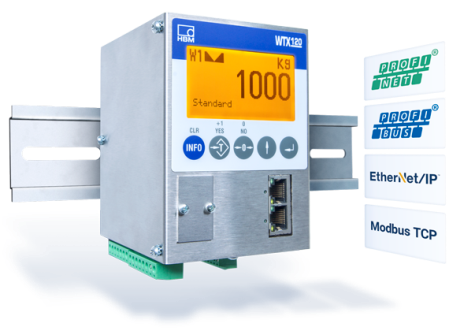 HBM
WTX120
W1
Kg
1000
Standard
CLR
+1
YES
0
NO
INFO
T
0
PROFI
NET
®
PROFI
BUS
®
EtherNet/IP
Modbus TCP